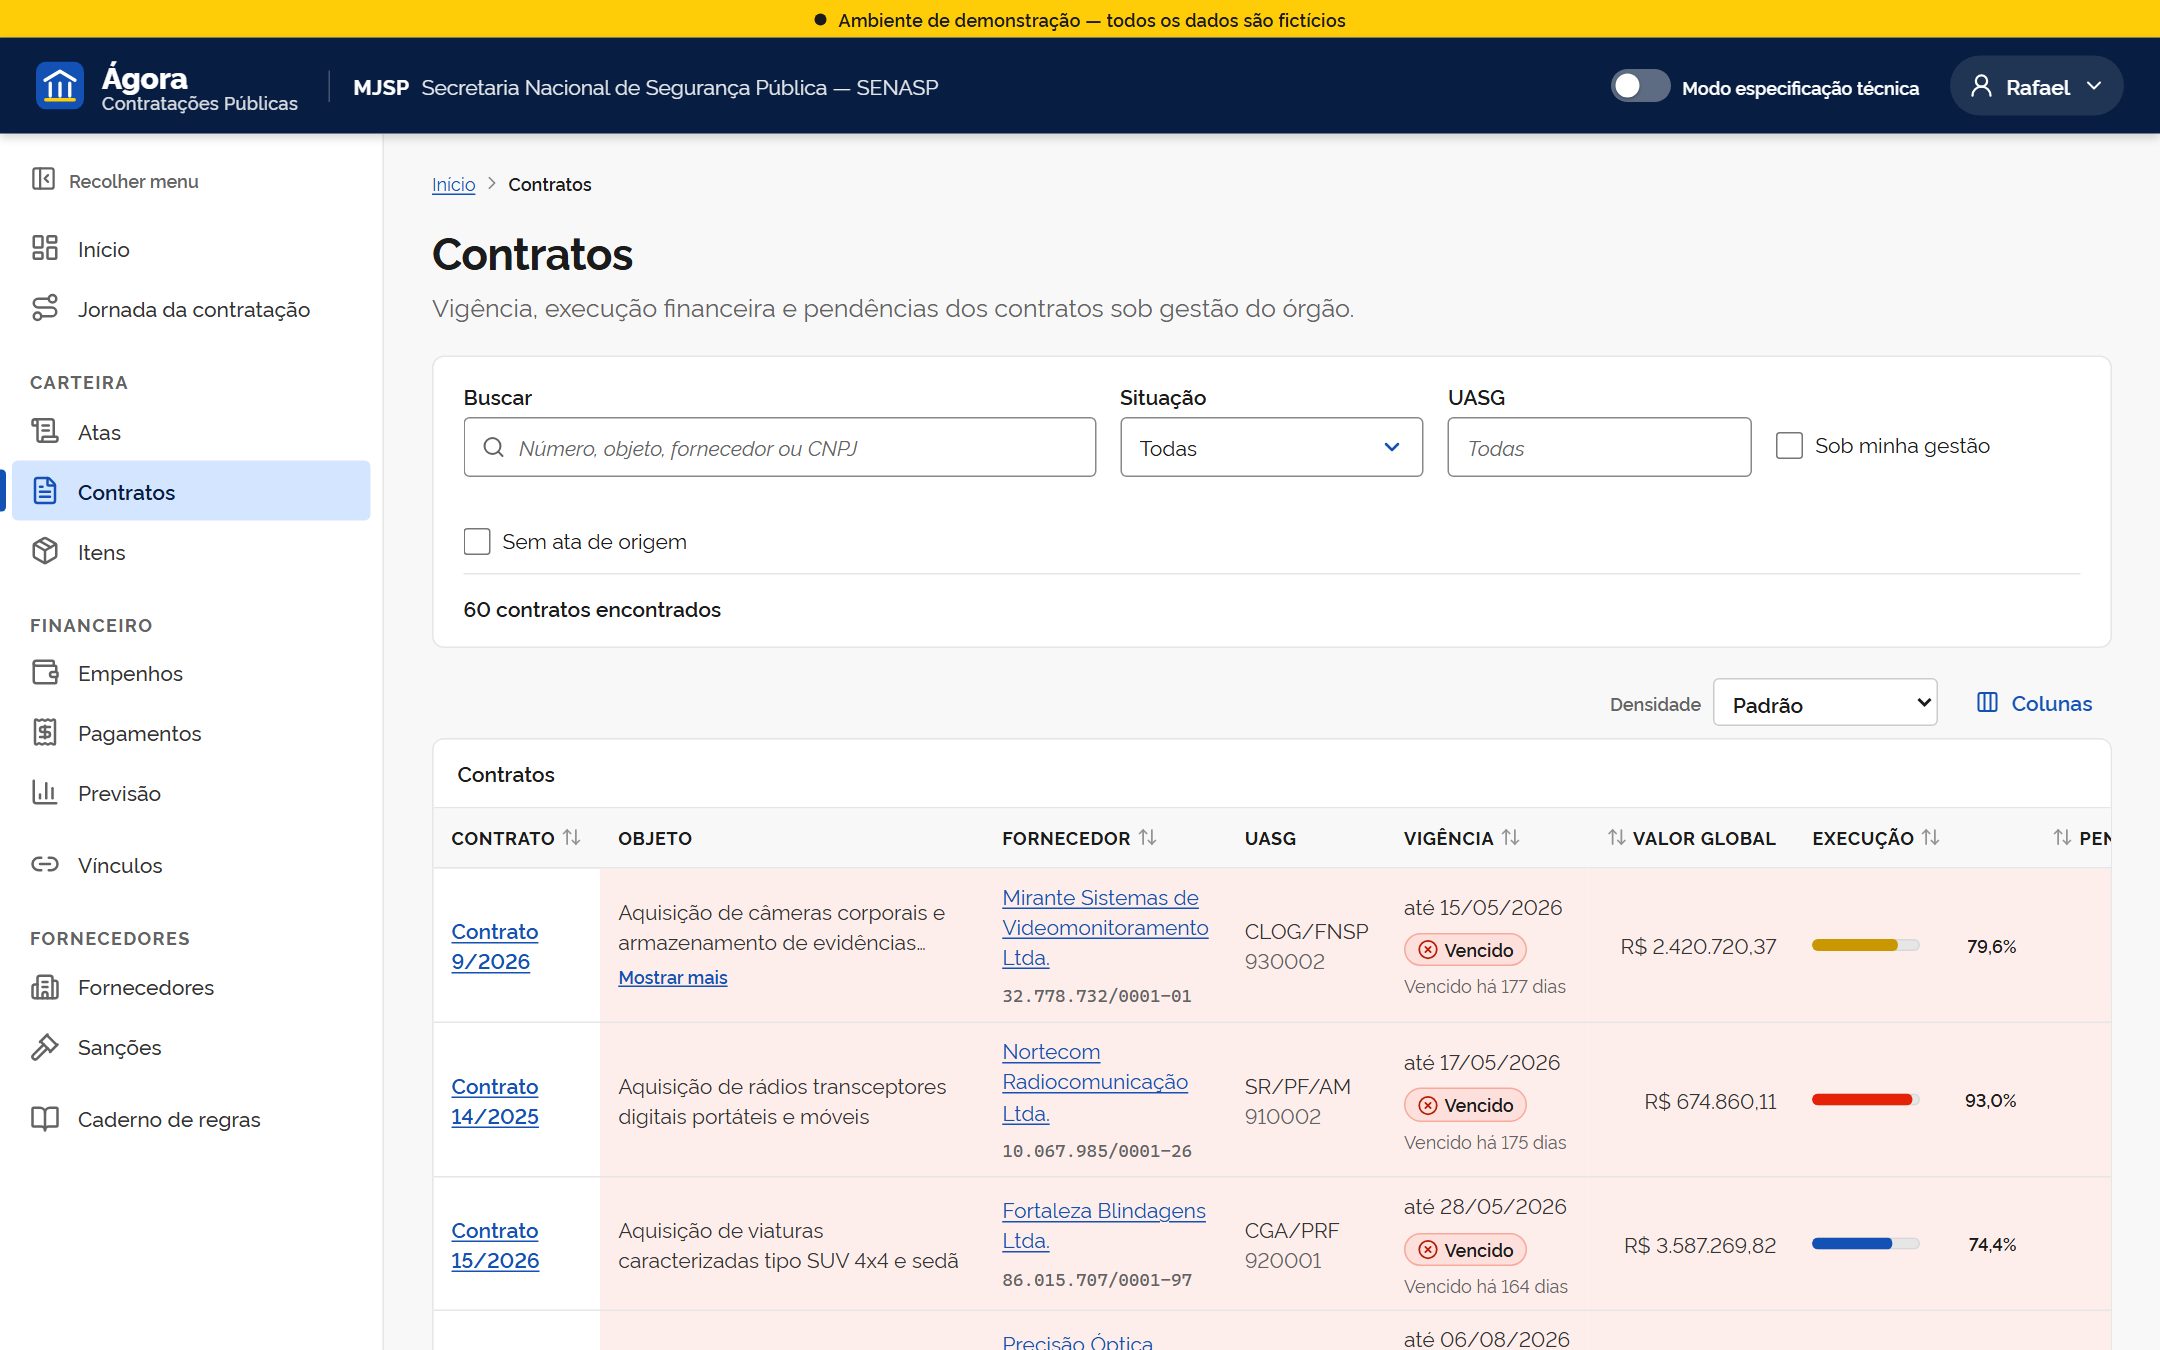 Ambiente de demonstração — todos os dados são fictícios
Ágora
Contratações Públicas
MJSP Secretaria Nacional de Segurança Pública — SENASP
Modo especificação técnica
Rafael
Recolher menu
Início
Jornada da contratação
CARTEIRA
Atas
Contratos
Itens
FINANCEIRO
Empenhos
Pagamentos
Previsão
Vínculos
FORNECEDORES
Fornecedores
Sanções
Caderno de regras
Início > Contratos
Contratos
Vigência, execução financeira e pendências dos contratos sob gestão do órgão.
Buscar
Número, objeto, fornecedor ou CNPJ
Situação
Todas
UASG
Todas
Sob minha gestão
Sem ata de origem
60 contratos encontrados
Densidade
Padrão
Colunas
Contratos
CONTRATO OBJETO FORNECEDOR UASG VIGÊNCIA VALOR GLOBAL EXECUÇÃO
Contrato
9/2026
Aquisição de câmeras corporais e
armazenamento de evidências…
Mostrar mais
Mirante Sistemas de
Videomonitoramento
Ltda.
32.778.732/0001-01
CLOG/FNSP
930002
até 15/05/2026
Vencido
Vencido há 177 dias
R$ 2.420.720,37
79,6%
Contrato
14/2025
Aquisição de rádios transceptores
digitais portáteis e móveis
Nortecom
Radiocomunicação
Ltda.
10.067.985/0001-26
SR/PF/AM
910002
até 17/05/2026
Vencido
Vencido há 175 dias
R$ 674.860,11
93,0%
Contrato
15/2026
Aquisição de viaturas
caracterizadas tipo SUV 4x4 e sedã
Fortaleza Blindagens
Ltda.
86.015.707/0001-97
CGA/PRF
920001
até 28/05/2026
Vencido
Vencido há 164 dias
R$ 3.587.269,82
74,4%
Precisão Óptica
até 06/08/2026